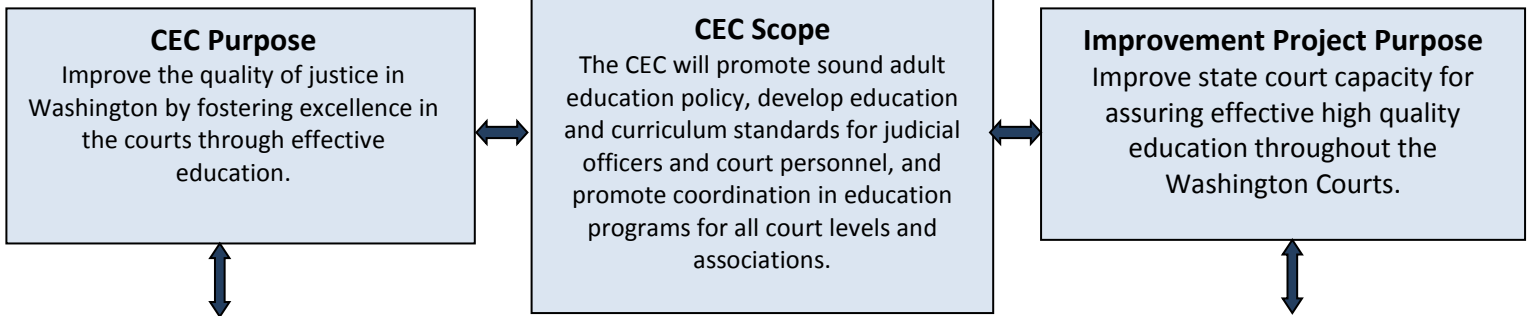 CEC Purpose
Improve the quality of justice in
Washington by fostering excellence in
the courts through effective
education.
CEC Scope
The CEC will promote sound adult
education policy, develop education
and curriculum standards for judicial
officers and court personnel, and
promote coordination in education
programs for all court levels and
associations.
Improvement Project Purpose
Improve state court capacity for
assuring effective high quality
education throughout the
Washington Courts.